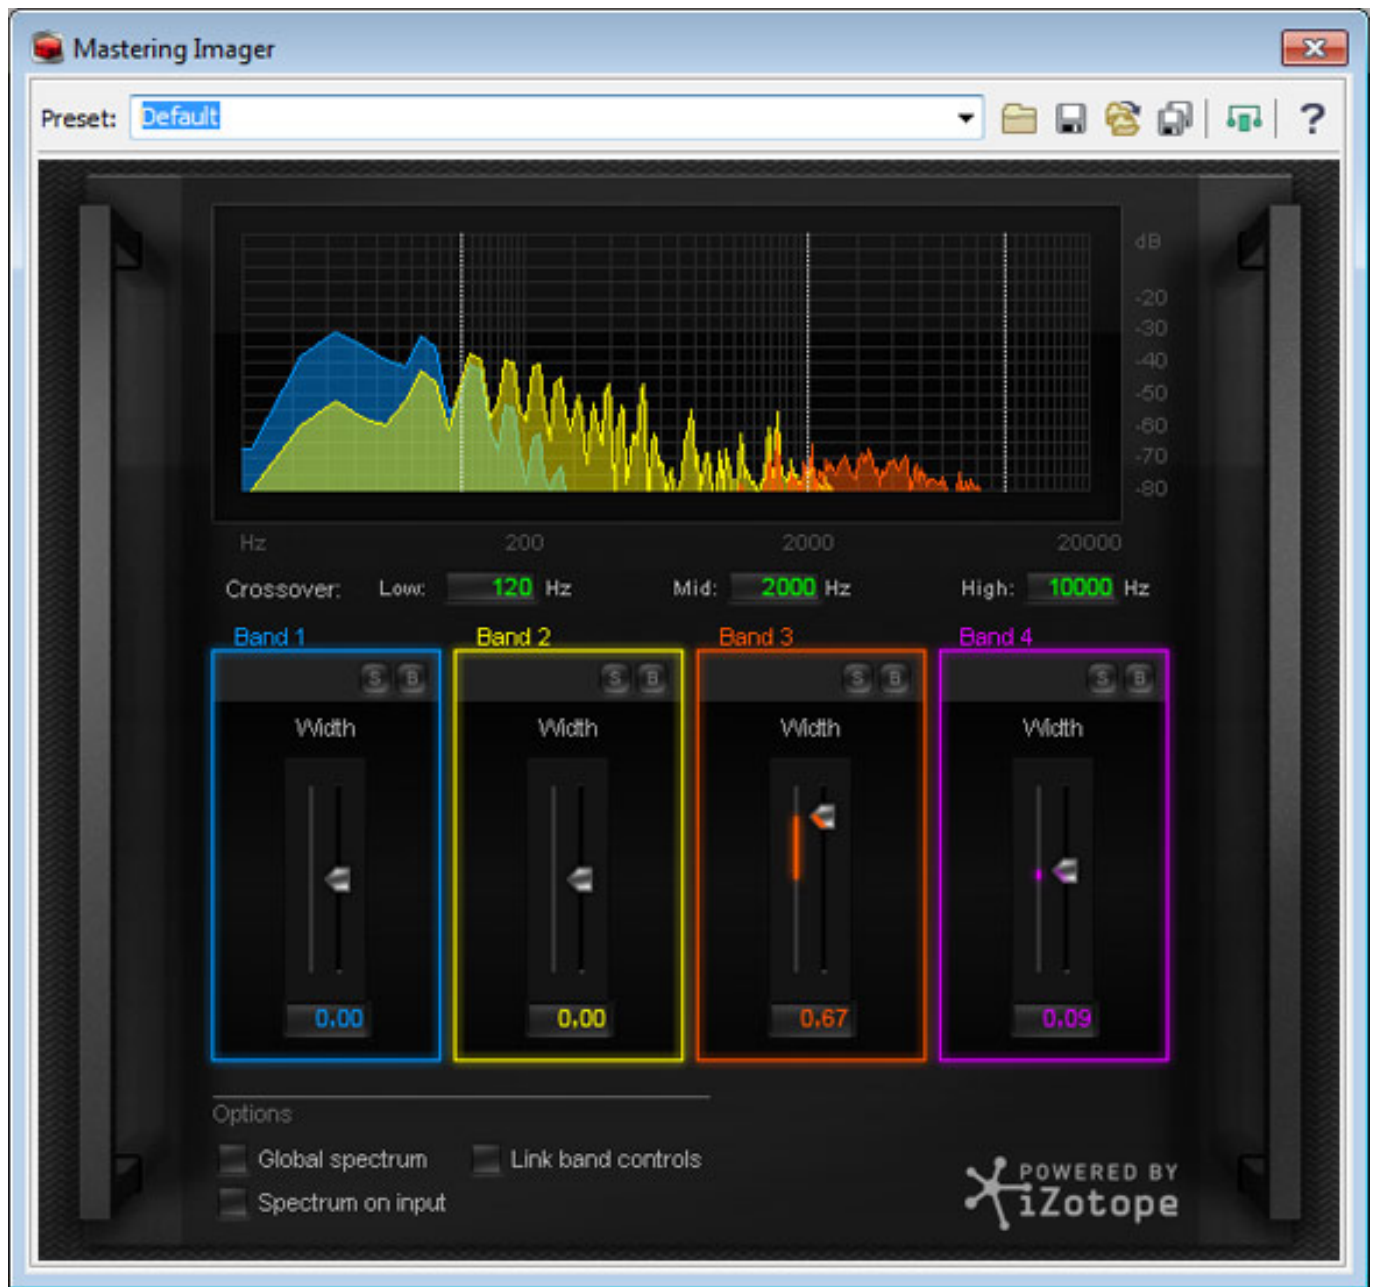 Mastering Imager
Preset: Default ?
dB
-20
-30
-40
-50
-60
-70
-80
Hz 200 2000 20000
Crossover: Low: 120 Hz Mid: 2000 Hz High: 10000 Hz
Band 1 Band 2 Band 3 Band 4
S B S B S B S B
Width Width Width Width
0.00 0.00 0.67 0.09
Options
Global spectrum Link band controls
Spectrum on input
POWERED BY
iZotope